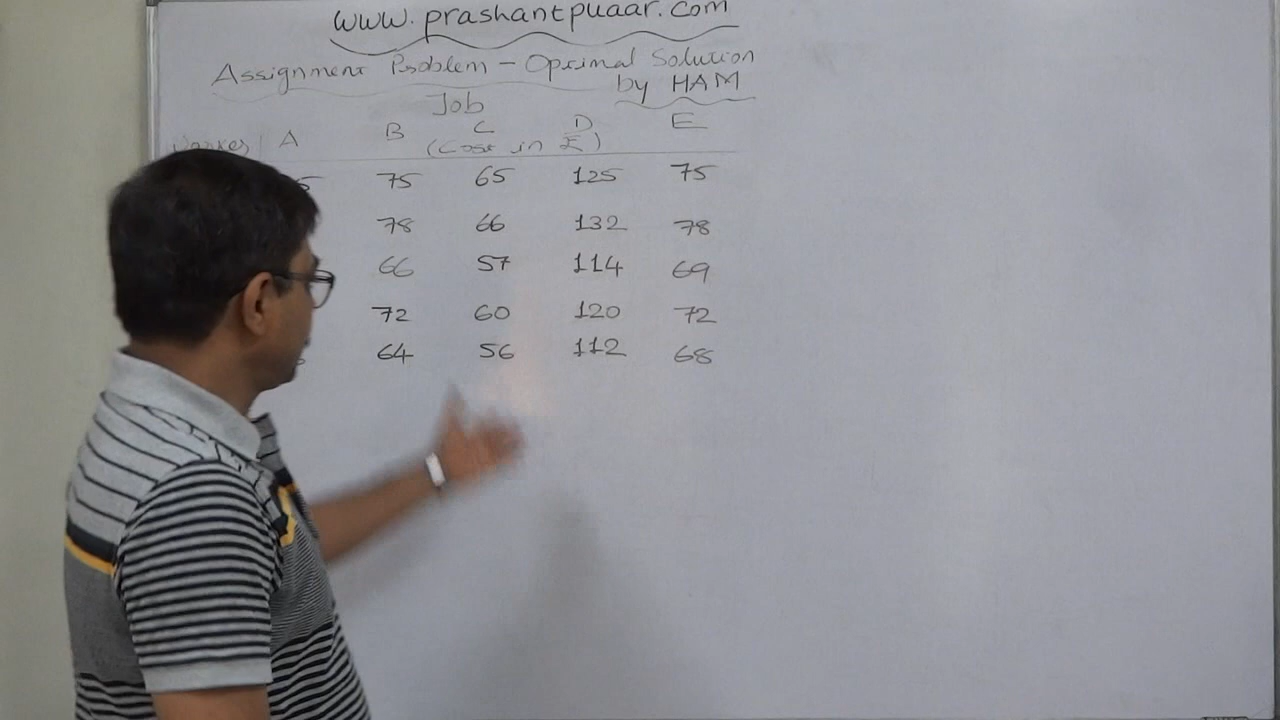 www.prashantpuaar.com
Assignment Problem - Optimal Solution
by HAM
Job
A B C D E
(Cost in ₤)
75 65 125 75
78 66 132 78
66 57 114 69
72 60 120 72
64 56 112 68